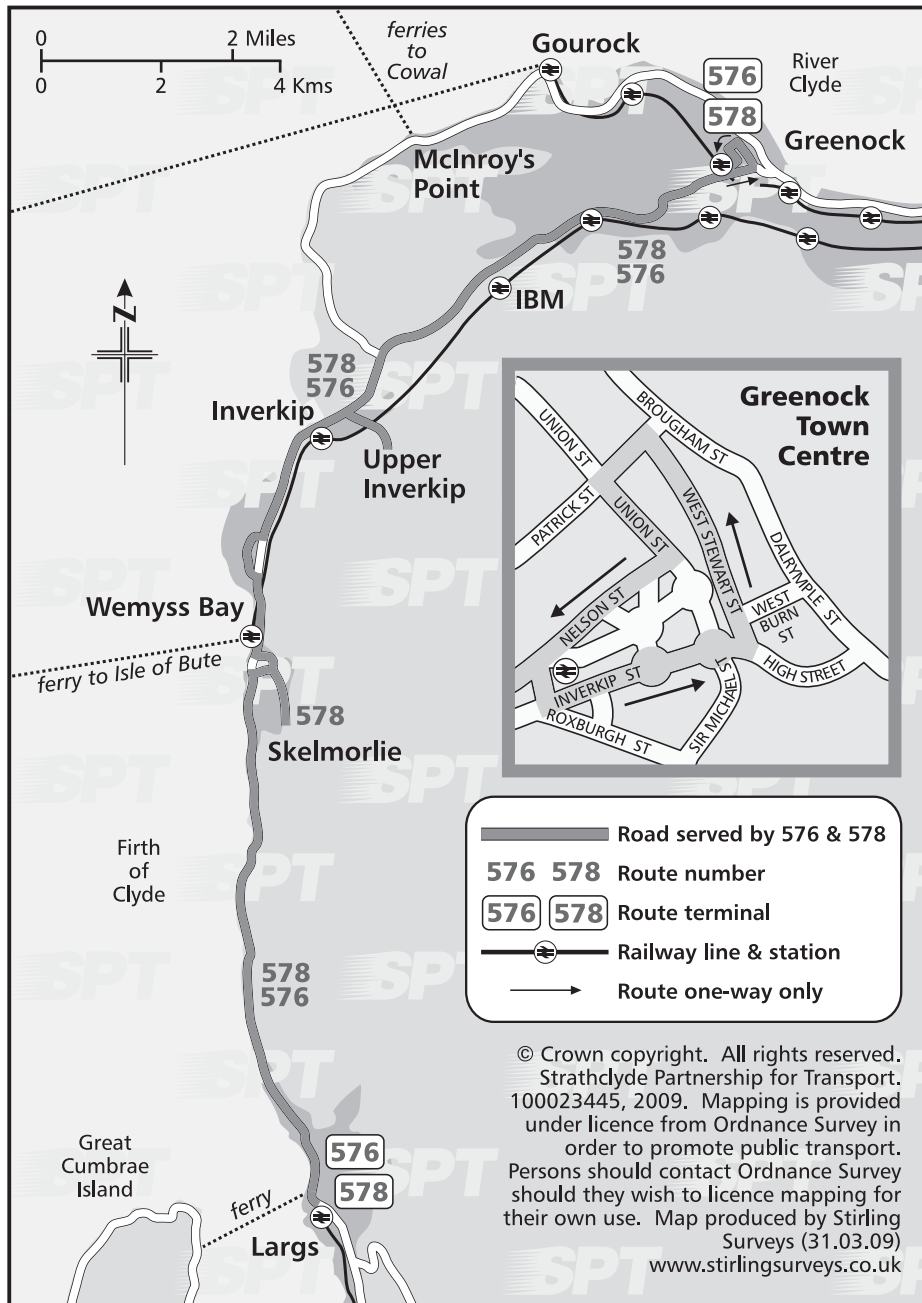 0 2 Miles
0 2 4 Kms
ferries
to
Cowal
Gourock
River
Clyde
576
578
Greenock
McInroy's
Point
578
576
IBM
N
578
576
Inverkip
Upper
Inverkip
Wemyss Bay
ferry to Isle of Bute
578
Skelmorlie
Firth
of
Clyde
578
576
Great
Cumbrae
Island
576
578
ferry
Largs
Greenock
Town
Centre
UNION ST
BROUGHAM ST
PATRICK ST
UNION ST
WEST STEWART ST
DALRYMPLE ST
NELSON ST
WEST
BURN
ST
HIGH STREET
INVERKIP ST
SIR MICHAEL ST
ROXBURGH ST
Road served by 576 & 578
576 578 Route number
576 578 Route terminal
Railway line & station
Route one-way only
© Crown copyright. All rights reserved.
Strathclyde Partnership for Transport.
100023445, 2009. Mapping is provided
under licence from Ordnance Survey in
order to promote public transport.
Persons should contact Ordnance Survey
should they wish to licence mapping for
their own use. Map produced by Stirling
Surveys (31.03.09)
www.stirlingsurveys.co.uk
SPT